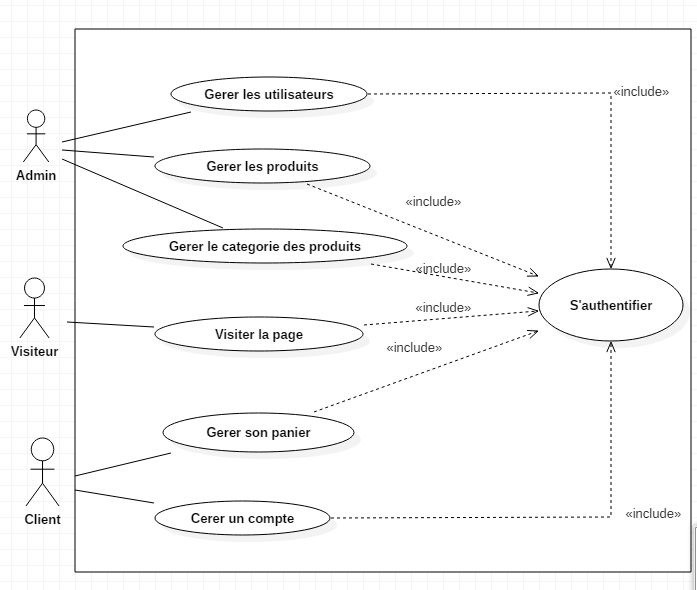 Gerer les utilisateurs
«include»
Admin
Gerer les produits
«include»
Gerer le categorie des produits
«include»
S'authentifier
«include»
Visiter la page
Visiteur
«include»
Gerer son panier
Client
Cerer un compte
«include»